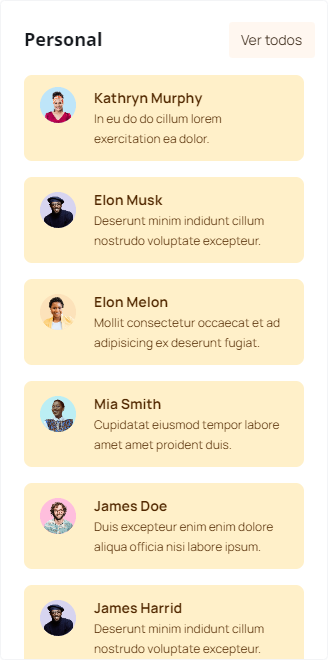 Personal
Ver todos
Kathryn Murphy
In eu do do cillum lorem
exercitation ea dolor.
Elon Musk
Deserunt minim indidunt cillum
nostrudo voluptate excepteur.
Elon Melon
Mollit consectetur occaecat et ad
adipisicing ex deserunt fugiat.
Mia Smith
Cupidatat eiusmod tempor labore
amet amet proident duis.
James Doe
Duis excepteur enim enim dolore
aliqua officia nisi labore ipsum.
James Harrid
Deserunt minim indidunt cillum
nostrudo voluptate excepteur.